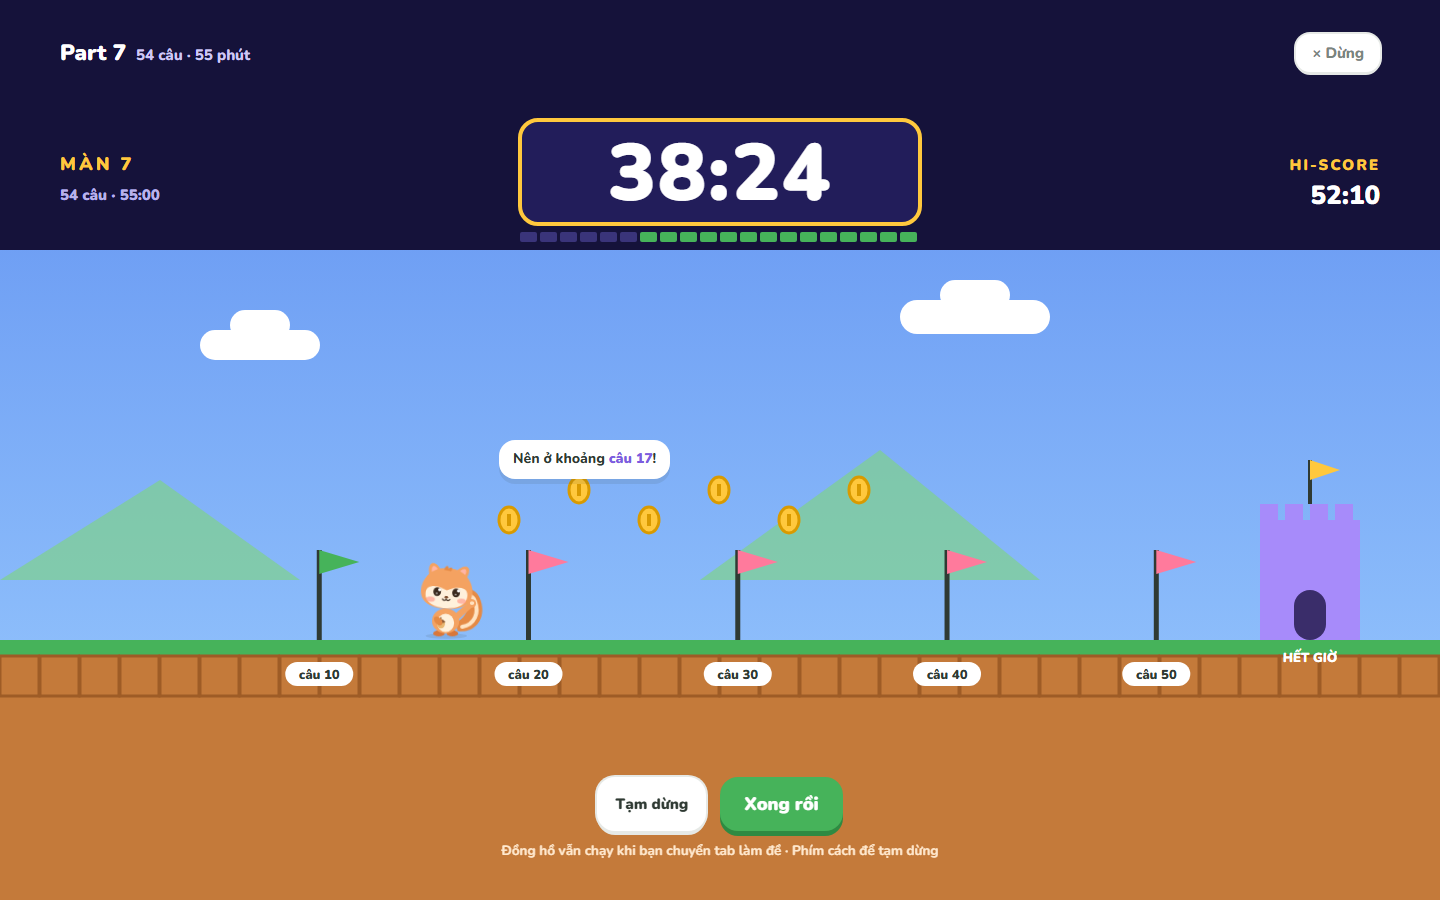 Part 7 54 câu · 55 phút
× Dừng
MÀN 7
54 câu · 55:00
38:24
HI-SCORE
52:10
Nên ở khoảng câu 17!
HẾT GIỜ
câu 10
câu 20
câu 30
câu 40
câu 50
Tạm dừng
Xong rồi
Đồng hồ vẫn chạy khi bạn chuyển tab làm đề · Phím cách để tạm dừng